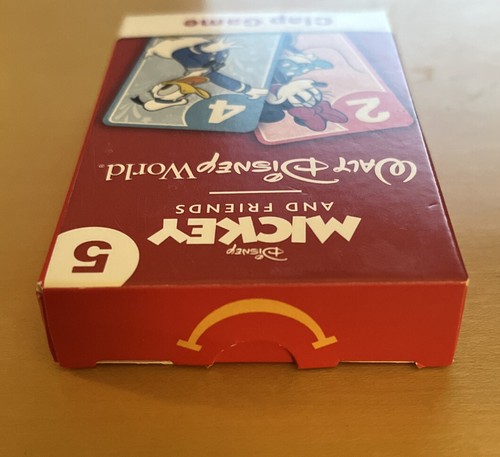 Disney
MICKEY
AND FRIENDS
WALT DISNEY World®
2
4
Clap Game
5